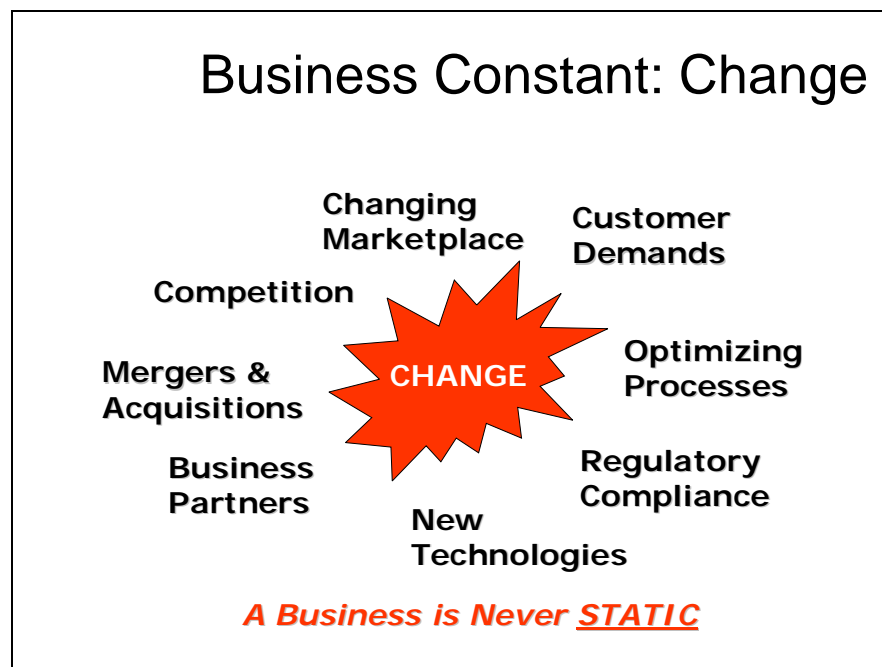 Business Constant: Change
Changing
Marketplace
Customer
Demands
Competition
Optimizing
Processes
CHANGE
Mergers &
Acquisitions
Regulatory
Compliance
Business
Partners
New
Technologies
A Business is Never STATIC